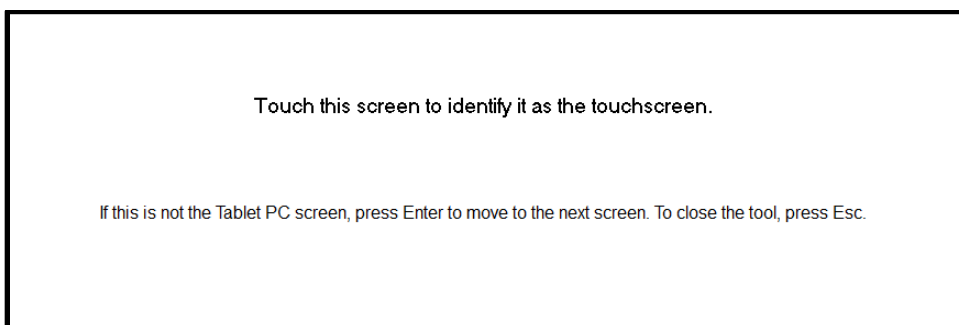 Touch this screen to identify it as the touchscreen.
If this is not the Tablet PC screen, press Enter to move to the next screen. To close the tool, press Esc.